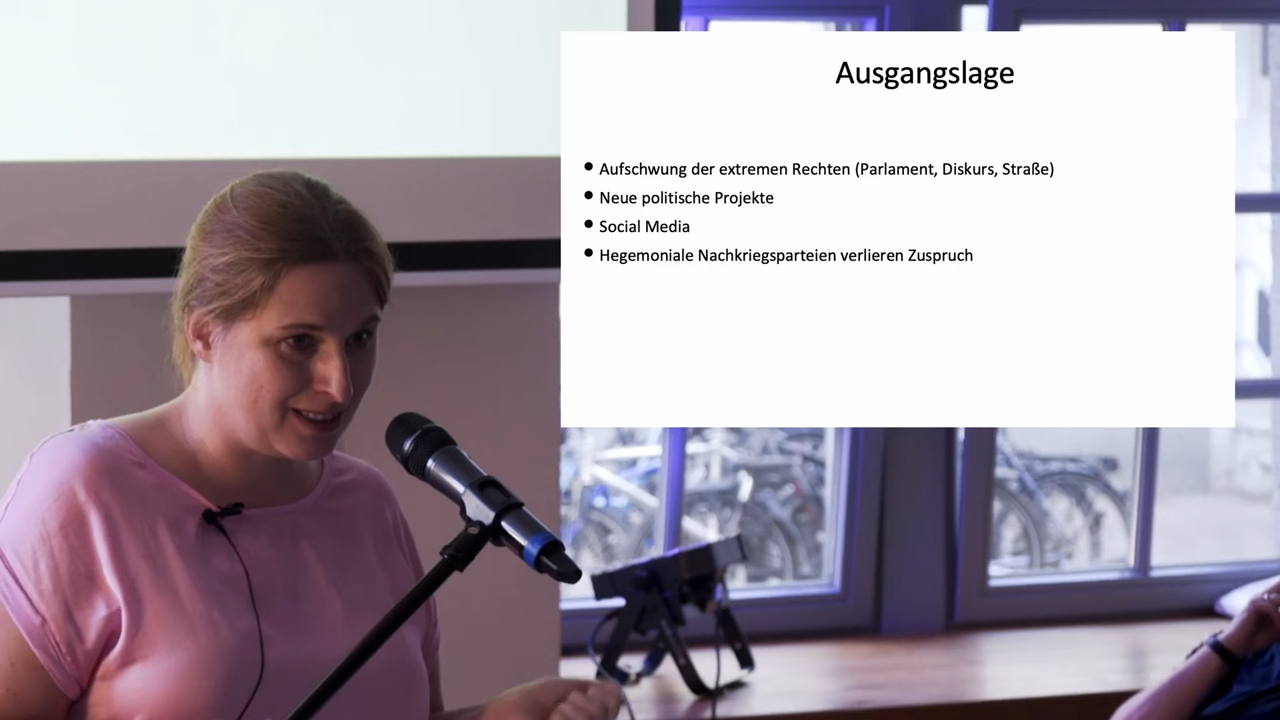 Ausgangslage
• Aufschwung der extremen Rechten (Parlament, Diskurs, Straße)
• Neue politische Projekte
• Social Media
• Hegemoniale Nachkriegsparteien verlieren Zuspruch